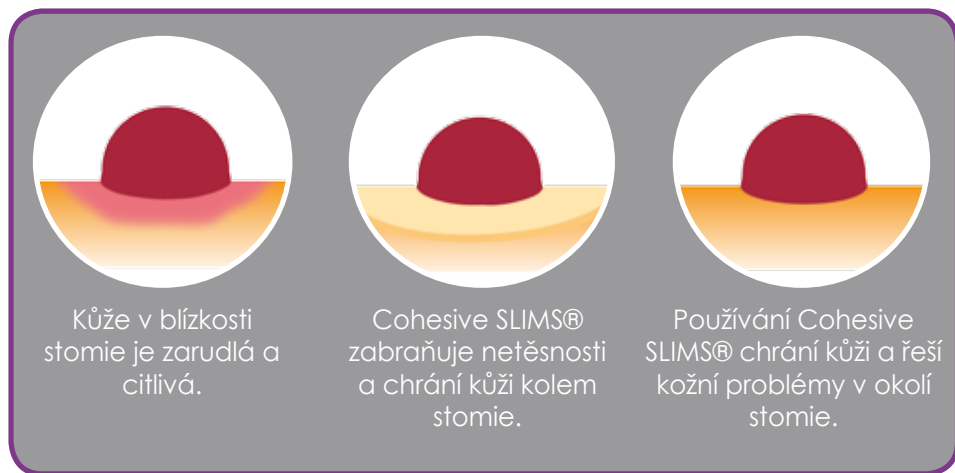 Kůže v blízkosti
stomie je zarudlá a
citlivá.
Cohesive SLIMS®
zabraňuje netěsnosti
a chrání kůži kolem
stomie.
Používání Cohesive
SLIMS® chrání kůži a řeší
kožní problémy v okolí
stomie.